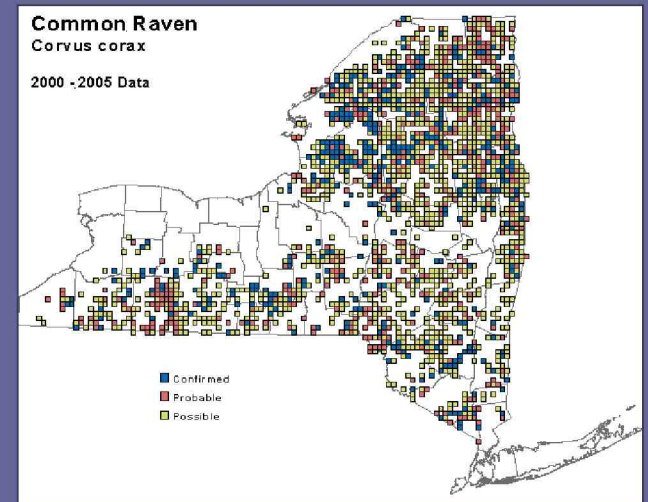 Common Raven
Corvus corax
2000 - 2005 Data
Confirmed
Probable
Possible